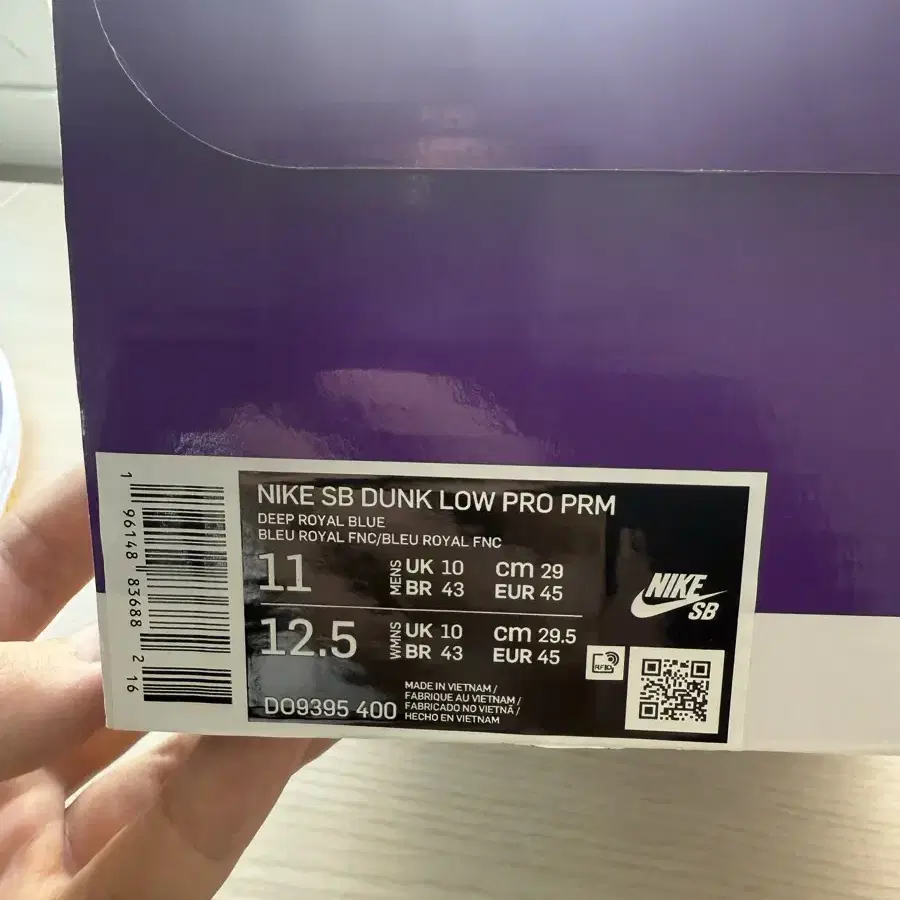 NIKE SB DUNK LOW PRO PRM
DEEP ROYAL BLUE
BLEU ROYAL FNC/BLEU ROYAL FNC
11 MENS UK 10 cm 29
BR 43 EUR 45
12.5 WMNS UK 10 cm 29.5
BR 43 EUR 45
DO9395 400
MADE IN VIETNAM /
FABRIQUE AU VIETNAM /
FABRICADO NO VIETNÃ /
HECHO EN VIETNAM
NIKE
SB
RFID
1 96148 83688 2 16